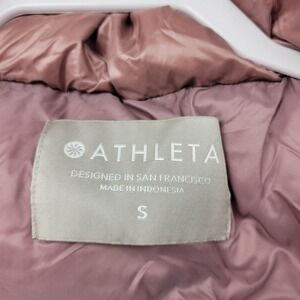 ATHLETA
DESIGNED IN SAN FRANCISCO
MADE IN INDONESIA
S